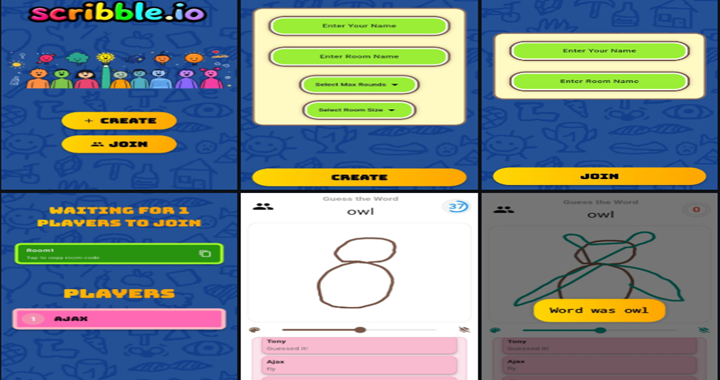 scribble.io
+ CREATE
JOIN
Enter Your Name
Enter Room Name
Select Max Rounds
Select Room Size
CREATE
Enter Your Name
Enter Room Name
JOIN
WAITING FOR 1
PLAYERS TO JOIN
Room1
Tap to copy room code
PLAYERS
1 AJAX
Guess the Word
owl
37
Tony
Guessed it!
Ajax
Fly
Guess the Word
owl
0
Word was owl
Tony
Guessed it!
Ajax
Fly